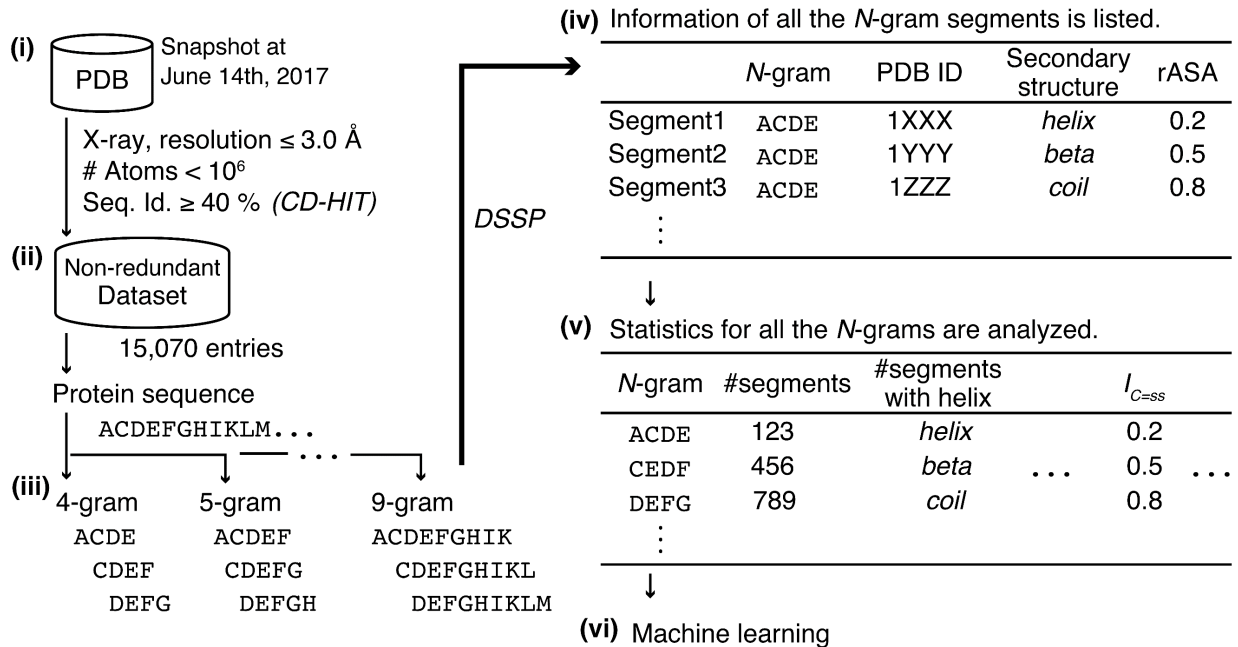 (i)
PDB
Snapshot at
June 14th, 2017
X-ray, resolution ≤ 3.0 Å
# Atoms < 10⁶
Seq. Id. ≥ 40 % (CD-HIT)
(ii)
Non-redundant
Dataset
15,070 entries
Protein sequence
ACDEFGHIKLM...
...
(iii)
4-gram 5-gram 9-gram
ACDE ACDEF ACDEFGHIK
CDEF CDEFG CDEFGHIKL
DEFG DEFGH DEFGHIKLM
DSSP
(iv) Information of all the N-gram segments is listed.
N-gram PDB ID Secondary structure rASA
Segment1 ACDE 1XXX helix 0.2
Segment2 ACDE 1YYY beta 0.5
Segment3 ACDE 1ZZZ coil 0.8
⋮
(v) Statistics for all the N-grams are analyzed.
N-gram #segments #segments with helix I_C=ss
ACDE 123 helix 0.2
CEDF 456 beta ... 0.5 ...
DEFG 789 coil 0.8
⋮
(vi) Machine learning